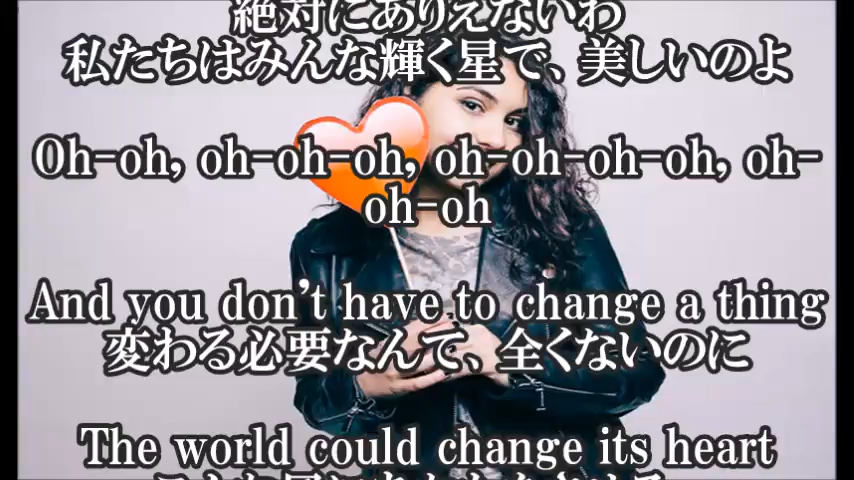 絶対にありえないわ
私たちはみんな輝く星で、美しいのよ
Oh-oh, oh-oh-oh, oh-oh-oh-oh, oh-
oh-oh
And you don't have to change a thing
変わる必要なんて、全くないのに
The world could change its heart